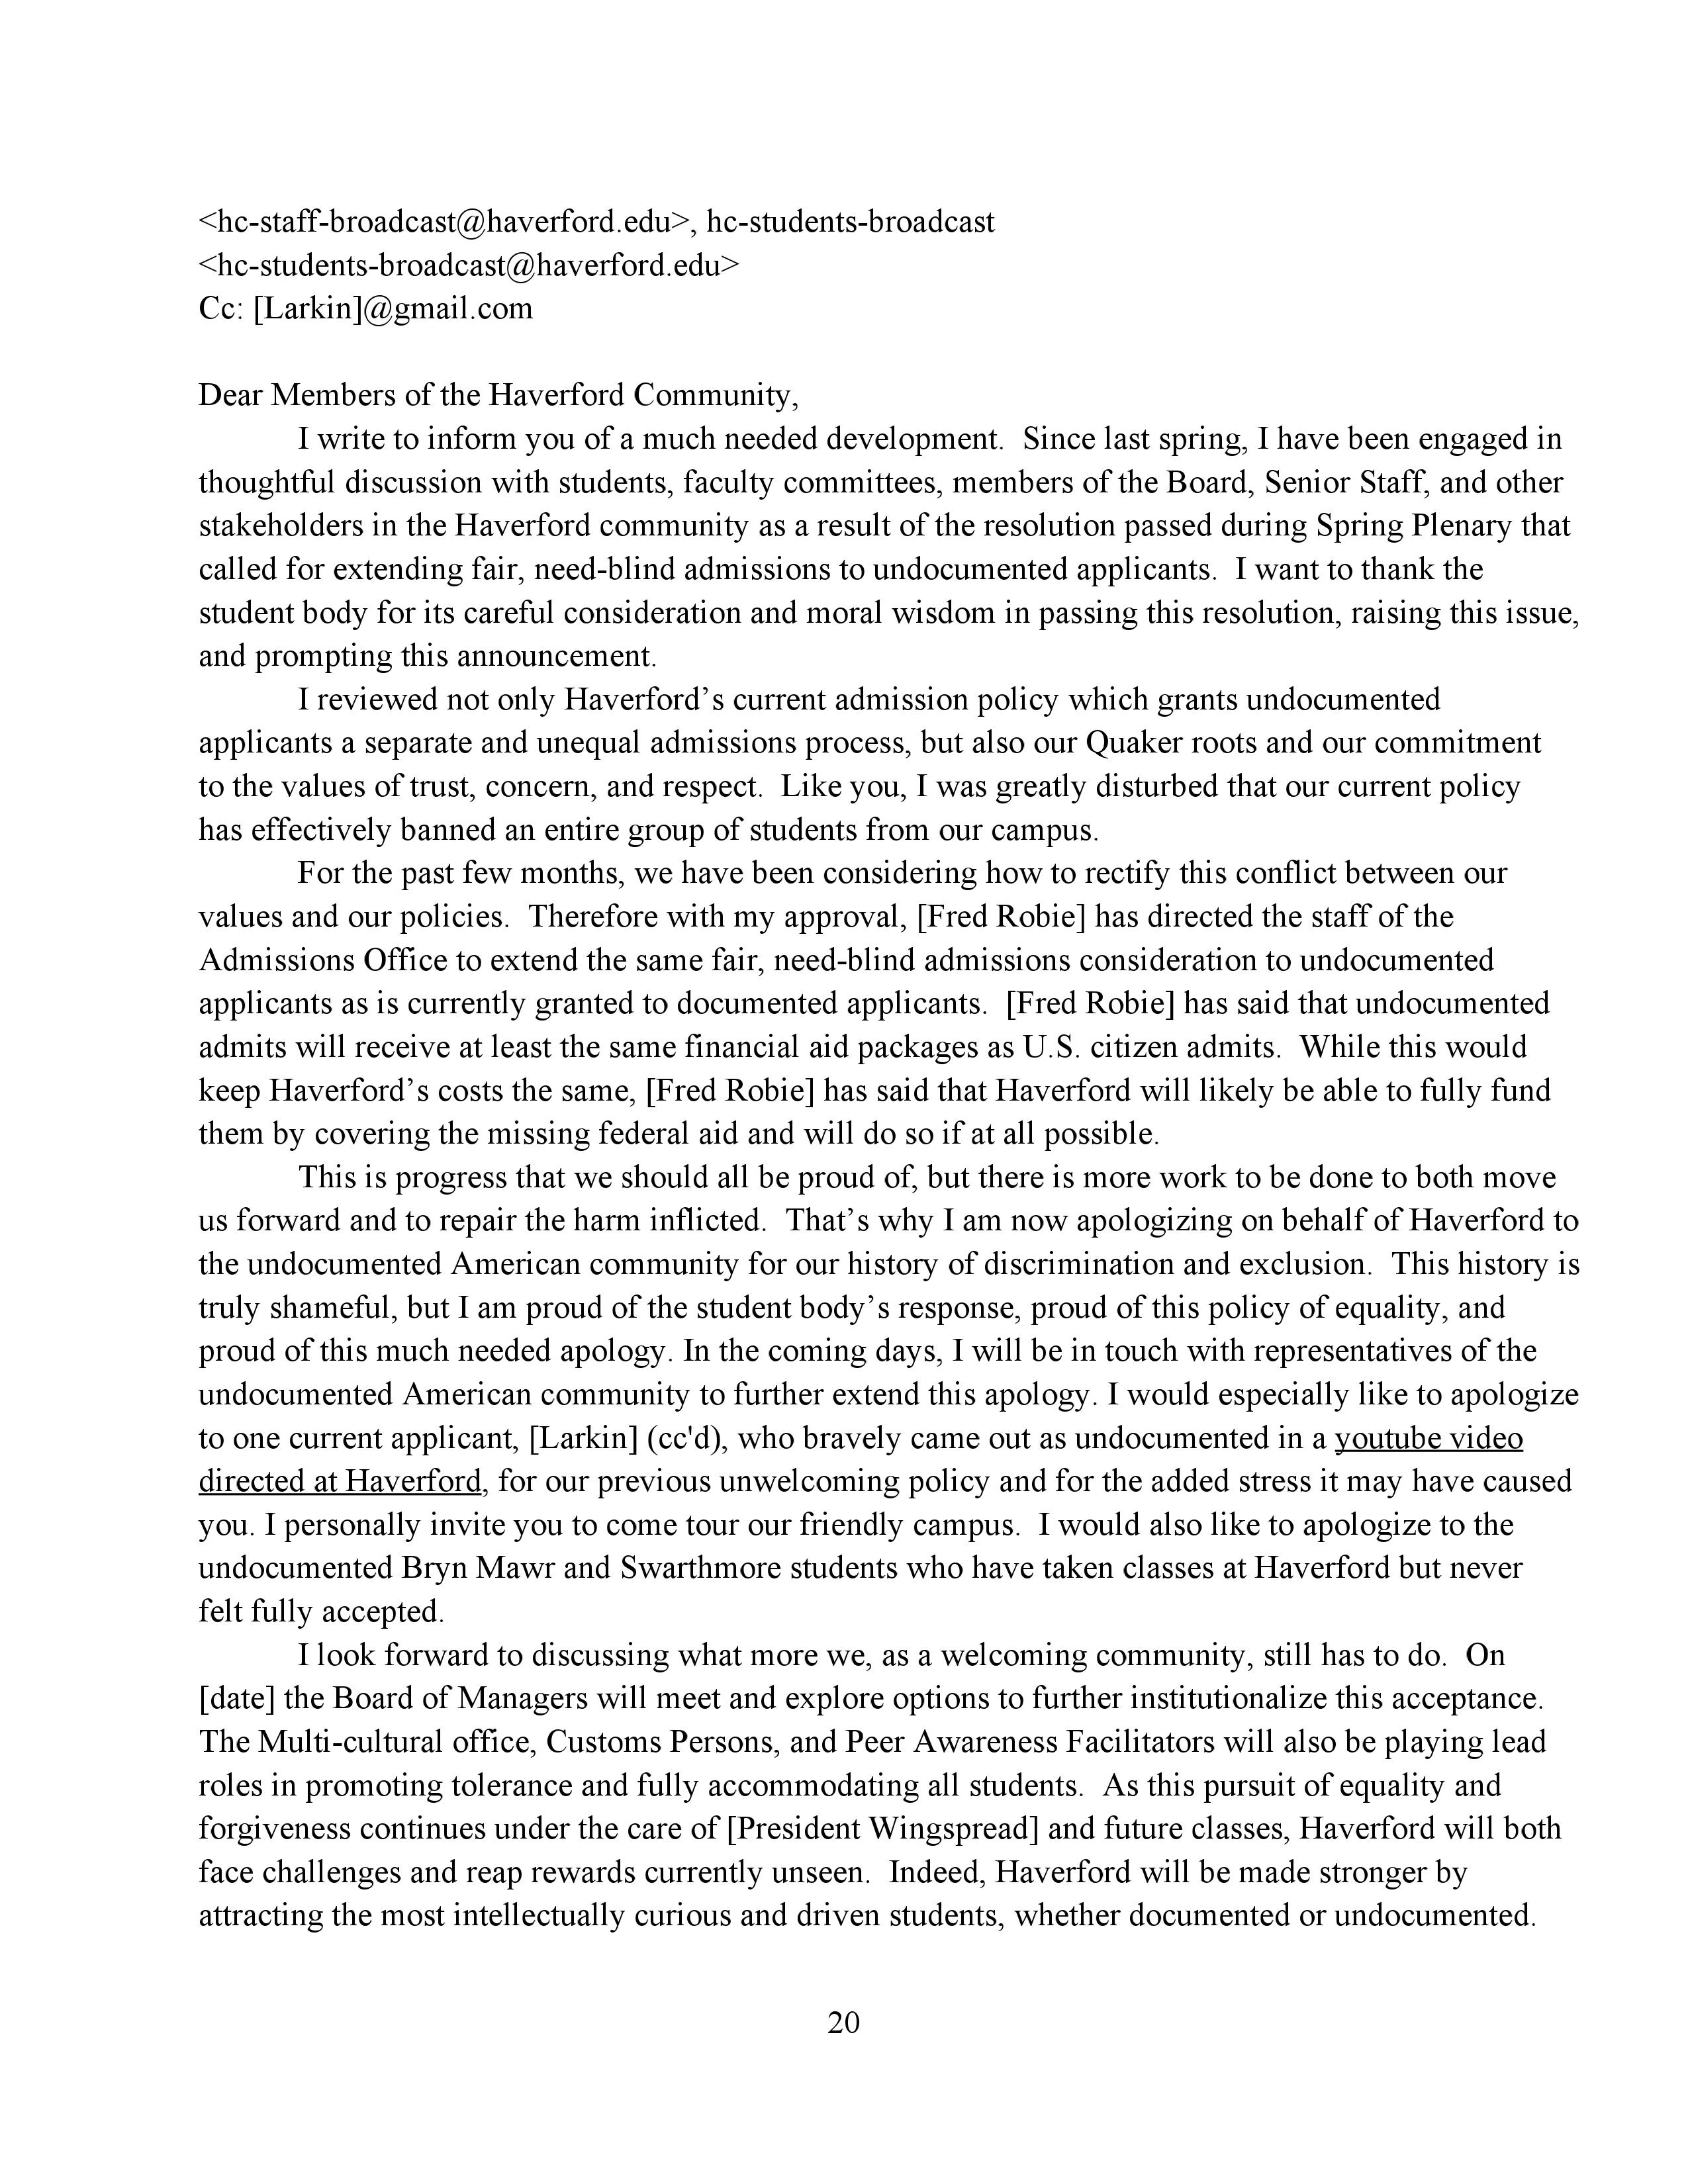 <hc-staff-broadcast@haverford.edu>, hc-students-broadcast
<hc-students-broadcast@haverford.edu>
Cc: [Larkin]@gmail.com
Dear Members of the Haverford Community,
I write to inform you of a much needed development.  Since last spring, I have been engaged in
thoughtful discussion with students, faculty committees, members of the Board, Senior Staff, and other
stakeholders in the Haverford community as a result of the resolution passed during Spring Plenary that
called for extending fair, need-blind admissions to undocumented applicants.  I want to thank the
student body for its careful consideration and moral wisdom in passing this resolution, raising this issue,
and prompting this announcement.
I reviewed not only Haverford’s current admission policy which grants undocumented
applicants a separate and unequal admissions process, but also our Quaker roots and our commitment
to the values of trust, concern, and respect.  Like you, I was greatly disturbed that our current policy
has effectively banned an entire group of students from our campus.
For the past few months, we have been considering how to rectify this conflict between our
values and our policies.  Therefore with my approval, [Fred Robie] has directed the staff of the
Admissions Office to extend the same fair, need-blind admissions consideration to undocumented
applicants as is currently granted to documented applicants.  [Fred Robie] has said that undocumented
admits will receive at least the same financial aid packages as U.S. citizen admits.  While this would
keep Haverford’s costs the same, [Fred Robie] has said that Haverford will likely be able to fully fund
them by covering the missing federal aid and will do so if at all possible.
This is progress that we should all be proud of, but there is more work to be done to both move
us forward and to repair the harm inflicted.  That’s why I am now apologizing on behalf of Haverford to
the undocumented American community for our history of discrimination and exclusion.  This history is
truly shameful, but I am proud of the student body’s response, proud of this policy of equality, and
proud of this much needed apology. In the coming days, I will be in touch with representatives of the
undocumented American community to further extend this apology. I would especially like to apologize
to one current applicant, [Larkin] (cc'd), who bravely came out as undocumented in a youtube video
directed at Haverford, for our previous unwelcoming policy and for the added stress it may have caused
you. I personally invite you to come tour our friendly campus.  I would also like to apologize to the
undocumented Bryn Mawr and Swarthmore students who have taken classes at Haverford but never
felt fully accepted.
I look forward to discussing what more we, as a welcoming community, still has to do.  On
[date] the Board of Managers will meet and explore options to further institutionalize this acceptance.
The Multi-cultural office, Customs Persons, and Peer Awareness Facilitators will also be playing lead
roles in promoting tolerance and fully accommodating all students.  As this pursuit of equality and
forgiveness continues under the care of [President Wingspread] and future classes, Haverford will both
face challenges and reap rewards currently unseen.  Indeed, Haverford will be made stronger by
attracting the most intellectually curious and driven students, whether documented or undocumented.
20